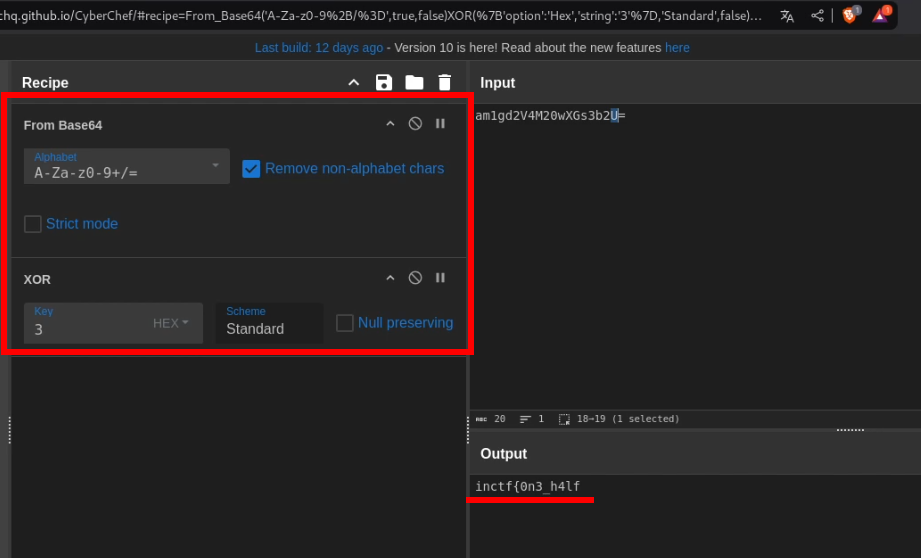 chq.github.io/CyberChef/#recipe=From_Base64('A-Za-z0-9%2B/%3D',true,false)XOR(%7B'option':'Hex','string':'3'%7D,'Standard',false)...
1
1
Last build: 12 days ago - Version 10 is here! Read about the new features here
Recipe
Input
From Base64
Alphabet
A-Za-z0-9+/=
Remove non-alphabet chars
Strict mode
XOR
Key
3
HEX
Scheme
Standard
Null preserving
am1gd2V4M20wXGs3b2U=
REC 20
1
18→19 (1 selected)
Output
inctf{0n3_h4lf